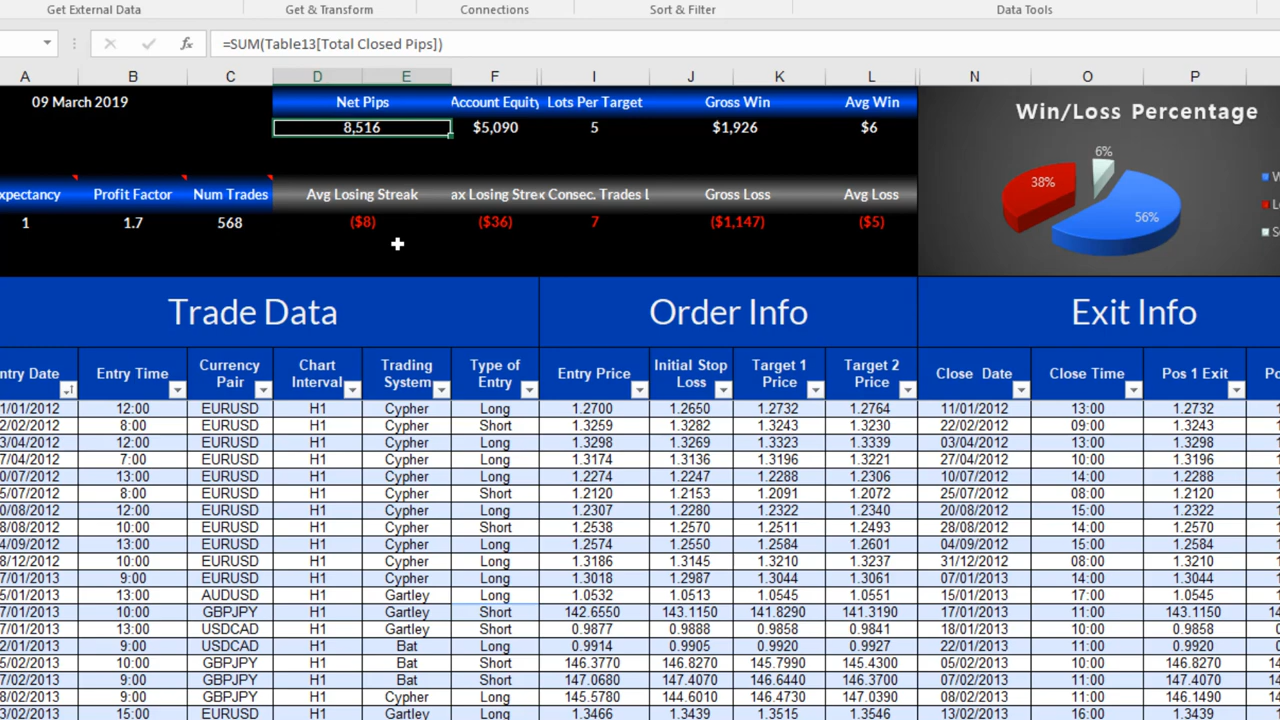 Get External Data Get & Transform Connections Sort & Filter Data Tools
fx =SUM(Table13[Total Closed Pips])
A B C D E F I J K L N O P
09 March 2019 Net Pips Account Equity Lots Per Target Gross Win Avg Win Win/Loss Percentage
8,516 $5,090 5 $1,926 $6
6%
38%
56%
xpectancy Profit Factor Num Trades Avg Losing Streak ax Losing Strea Consec. Trades L Gross Loss Avg Loss
1 1.7 568 ($8) ($36) 7 ($1,147) ($5)
Trade Data Order Info Exit Info
ntry Date Entry Time Currency Pair Chart Interval Trading System Type of Entry Entry Price Initial Stop Loss Target 1 Price Target 2 Price Close Date Close Time Pos 1 Exit
1/01/2012 12:00 EURUSD H1 Cypher Long 1.2700 1.2650 1.2732 1.2764 11/01/2012 13:00 1.2732
2/02/2012 8:00 EURUSD H1 Cypher Short 1.3259 1.3282 1.3243 1.3230 22/02/2012 09:00 1.3243
3/04/2012 12:00 EURUSD H1 Cypher Long 1.3298 1.3269 1.3323 1.3339 03/04/2012 12:00 1.3298
7/04/2012 7:00 EURUSD H1 Cypher Long 1.3174 1.3136 1.3196 1.3221 27/04/2012 10:00 1.3196
0/07/2012 13:00 EURUSD H1 Cypher Long 1.2274 1.2247 1.2288 1.2306 10/07/2012 14:00 1.2288
5/07/2012 8:00 EURUSD H1 Cypher Short 1.2120 1.2153 1.2091 1.2072 25/07/2012 08:00 1.2120
0/08/2012 12:00 EURUSD H1 Cypher Long 1.2307 1.2280 1.2322 1.2340 20/08/2012 15:00 1.2322
8/08/2012 10:00 EURUSD H1 Cypher Short 1.2538 1.2570 1.2511 1.2493 28/08/2012 10:00 1.2570
4/09/2012 13:00 EURUSD H1 Cypher Long 1.2574 1.2550 1.2584 1.2601 04/09/2012 15:00 1.2584
8/12/2012 10:00 EURUSD H1 Cypher Long 1.3186 1.3145 1.3210 1.3237 31/12/2012 08:00 1.3210
7/01/2013 9:00 EURUSD H1 Cypher Long 1.3018 1.2987 1.3044 1.3061 07/01/2013 14:00 1.3044
5/01/2013 13:00 AUDUSD H1 Gartley Long 1.0532 1.0513 1.0545 1.0551 15/01/2013 17:00 1.0545
7/01/2013 10:00 GBPJPY H1 Gartley Short 142.6550 143.1150 141.8290 141.3190 17/01/2013 11:00 143.1150
7/01/2013 13:00 USDCAD H1 Gartley Short 0.9877 0.9888 0.9858 0.9841 18/01/2013 10:00 0.9858
2/01/2013 9:00 USDCAD H1 Bat Long 0.9914 0.9905 0.9920 0.9927 22/01/2013 11:00 0.9920
5/02/2013 10:00 GBPJPY H1 Bat Short 146.3770 146.8270 145.7990 145.4300 05/02/2013 10:00 146.8270
7/02/2013 9:00 GBPJPY H1 Bat Short 147.0680 147.4070 146.6440 146.3700 07/02/2013 11:00 147.4070
8/02/2013 9:00 GBPJPY H1 Cypher Long 145.5780 144.6010 146.4730 147.0390 08/02/2013 11:00 146.1490
3/02/2013 15:00 EURUSD H1 Cypher Long 1.3466 1.3439 1.3515 1.3546 13/02/2013 16:00 1.3439